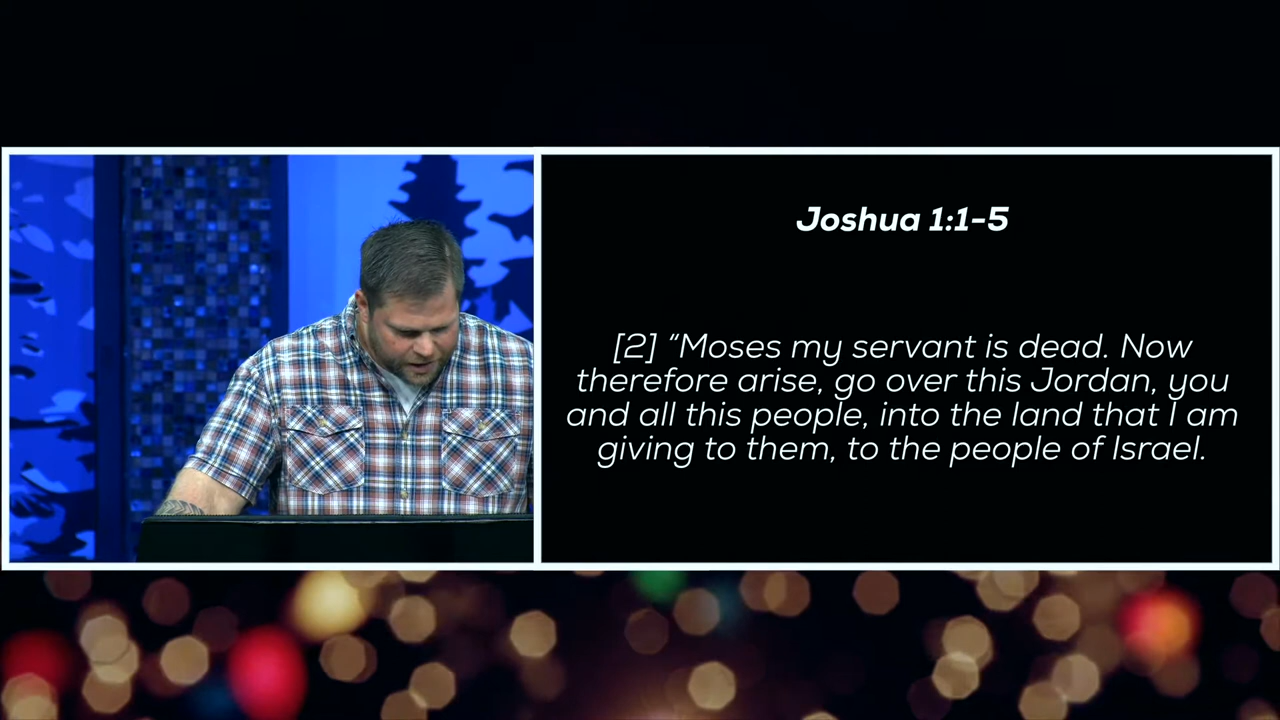 Joshua 1:1-5
[2] “Moses my servant is dead. Now
therefore arise, go over this Jordan, you
and all this people, into the land that I am
giving to them, to the people of Israel.